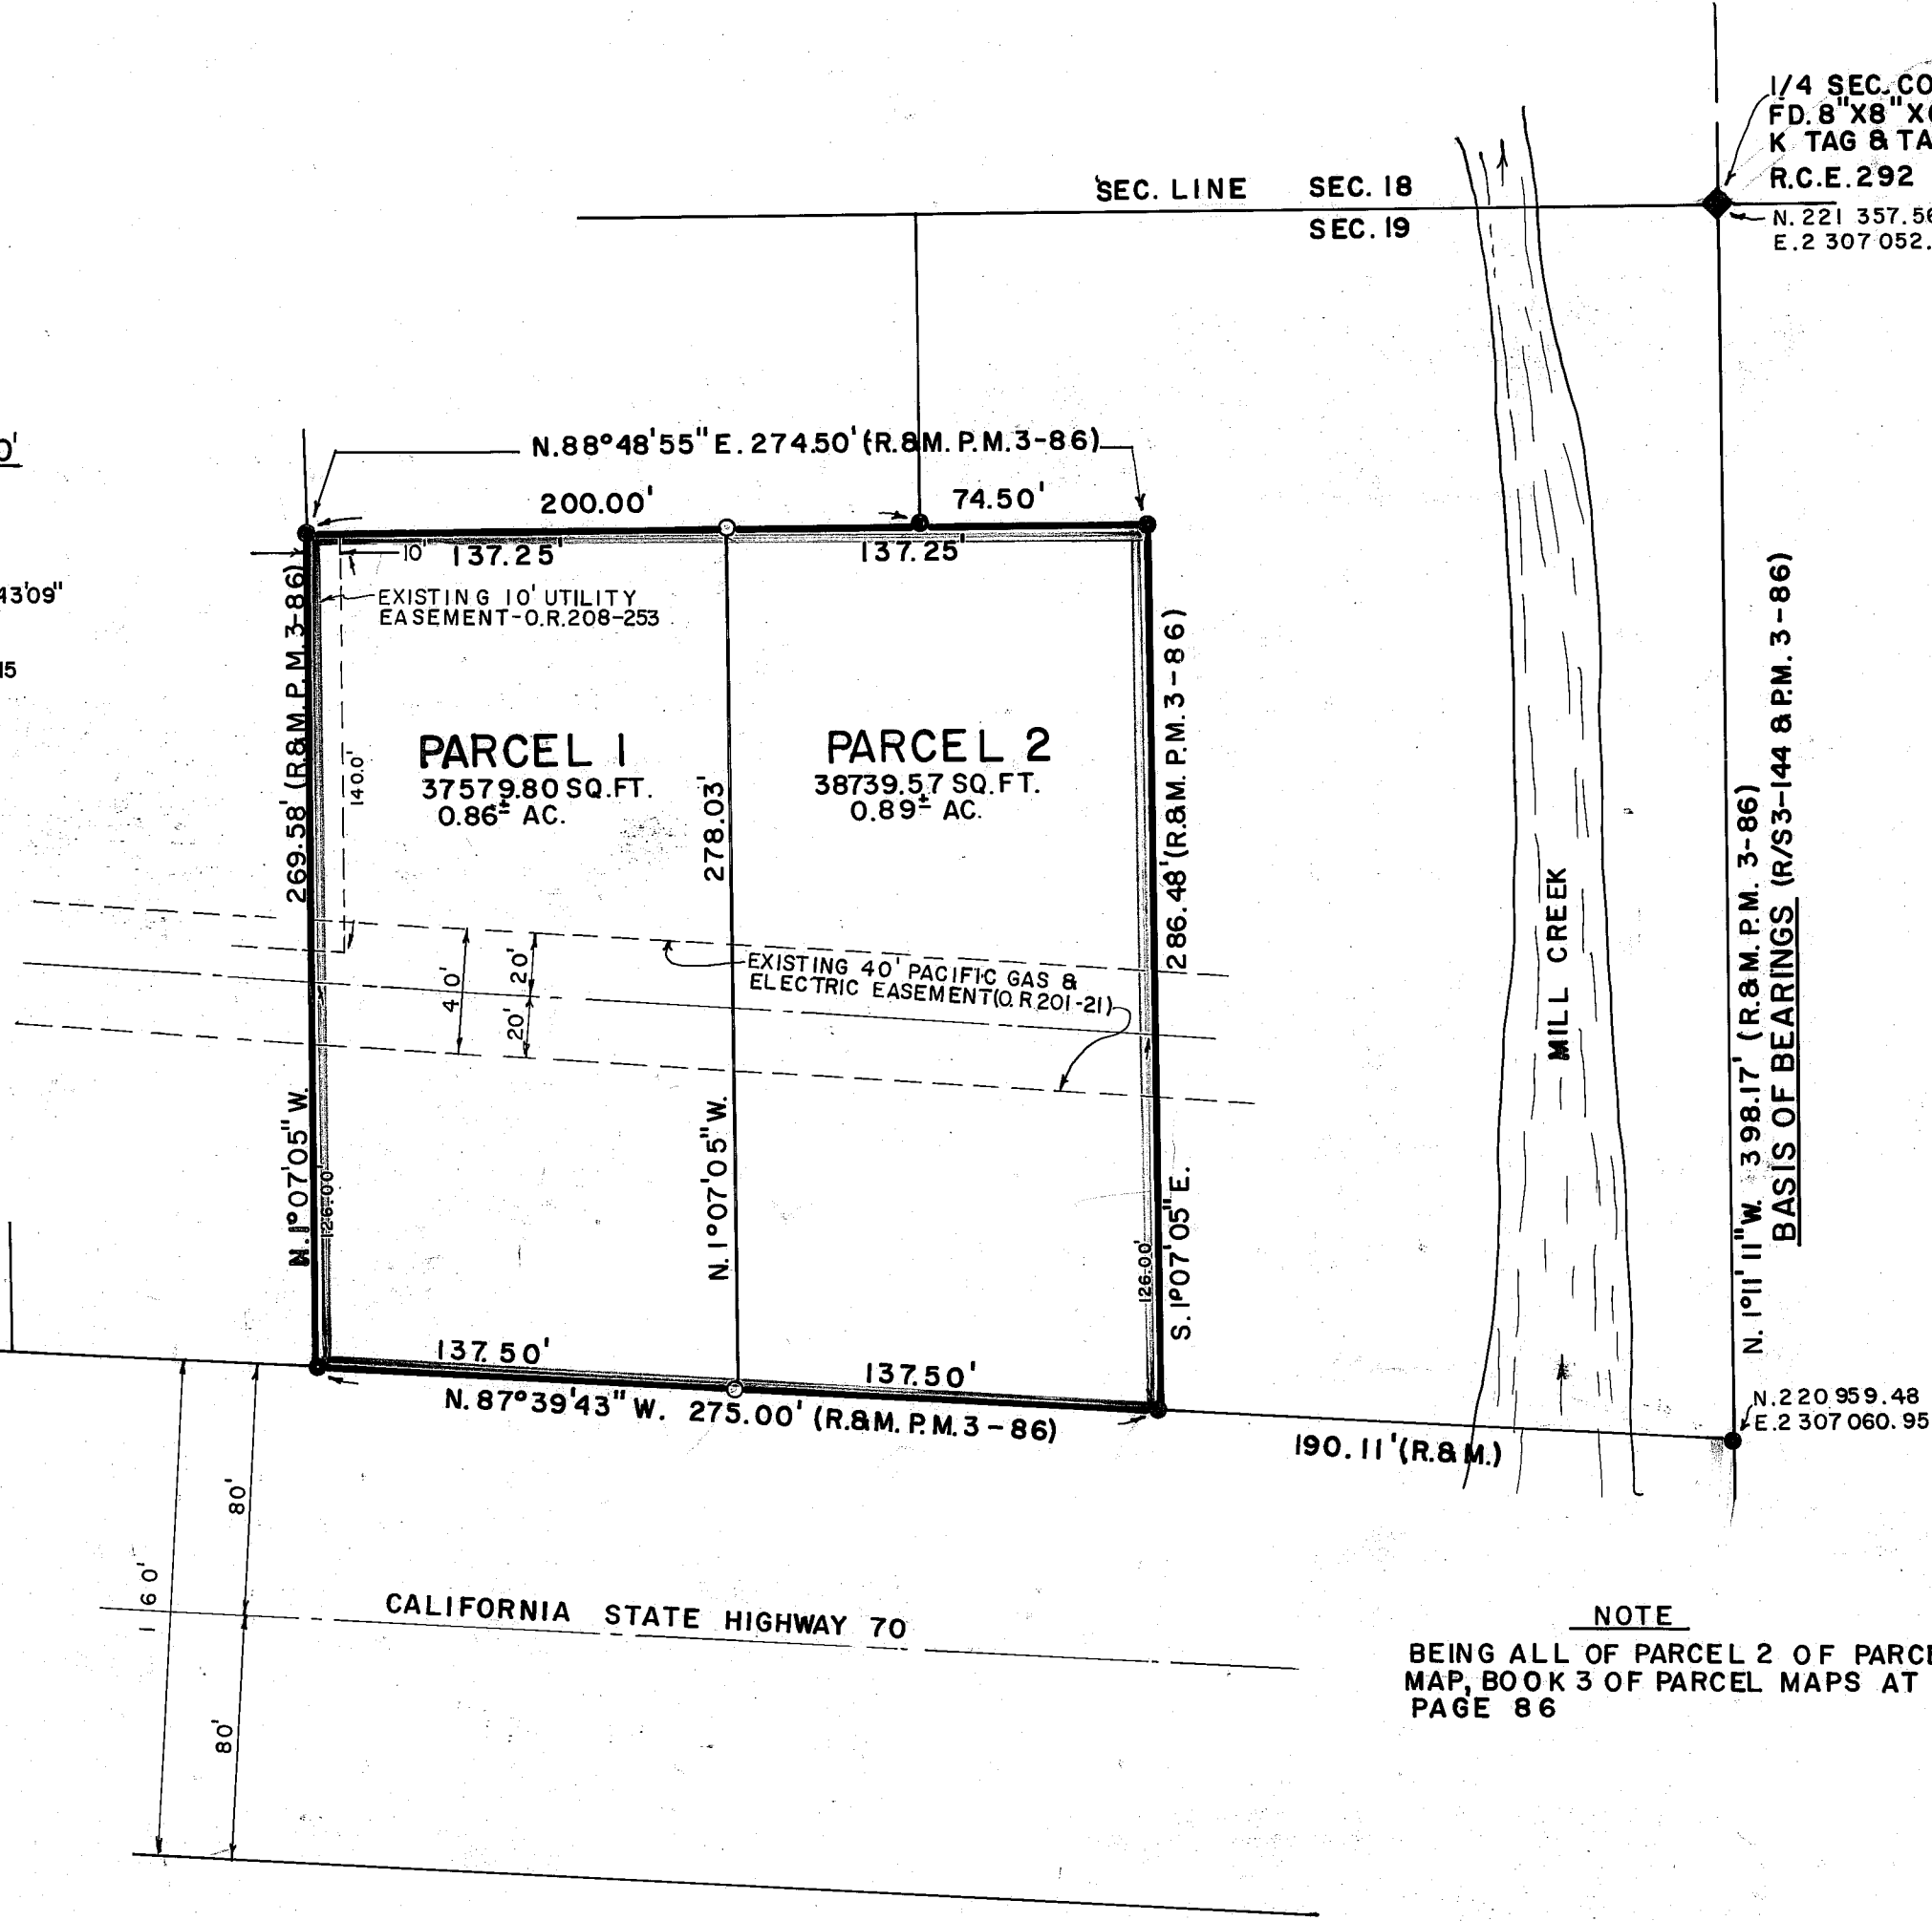 1/4 SEC. CO
FD. 8"X8"X
K TAG & TA
R.C.E. 292
N. 221 357.56
E. 2 307 052.
SEC. LINE SEC. 18
SEC. 19
0'
N. 88°48'55" E. 274.50' (R.&M. P.M. 3-86)
200.00' 74.50'
10' 137.25' 137.25'
43'09"
EXISTING 10' UTILITY
EASEMENT-O.R. 208-253
15
269.58' (R.&M. P.M. 3-86)
N. 1°07'05" W.
140.0'
126.00'
PARCEL 1
37579.80 SQ. FT.
0.86± AC.
278.03'
N. 1°07'05" W.
PARCEL 2
38739.57 SQ. FT.
0.89± AC.
286.48' (R.&M. P.M. 3-86)
S. 1°07'05" E.
126.00'
40'
20'
20'
EXISTING 40' PACIFIC GAS &
ELECTRIC EASEMENT (O.R 201-21)
MILL CREEK
N. 1°11'11" W. 398.17' (R.&M. P.M. 3-86)
BASIS OF BEARINGS (R/S 3-144 & P.M. 3-86)
137.50' 137.50'
N. 87°39'43" W. 275.00' (R.&M. P.M. 3-86)
190.11' (R.&M.)
N. 220 959.48
E. 2 307 060.95
80'
160'
80'
CALIFORNIA STATE HIGHWAY 70
NOTE
BEING ALL OF PARCEL 2 OF PARCE
MAP, BOOK 3 OF PARCEL MAPS AT
PAGE 86